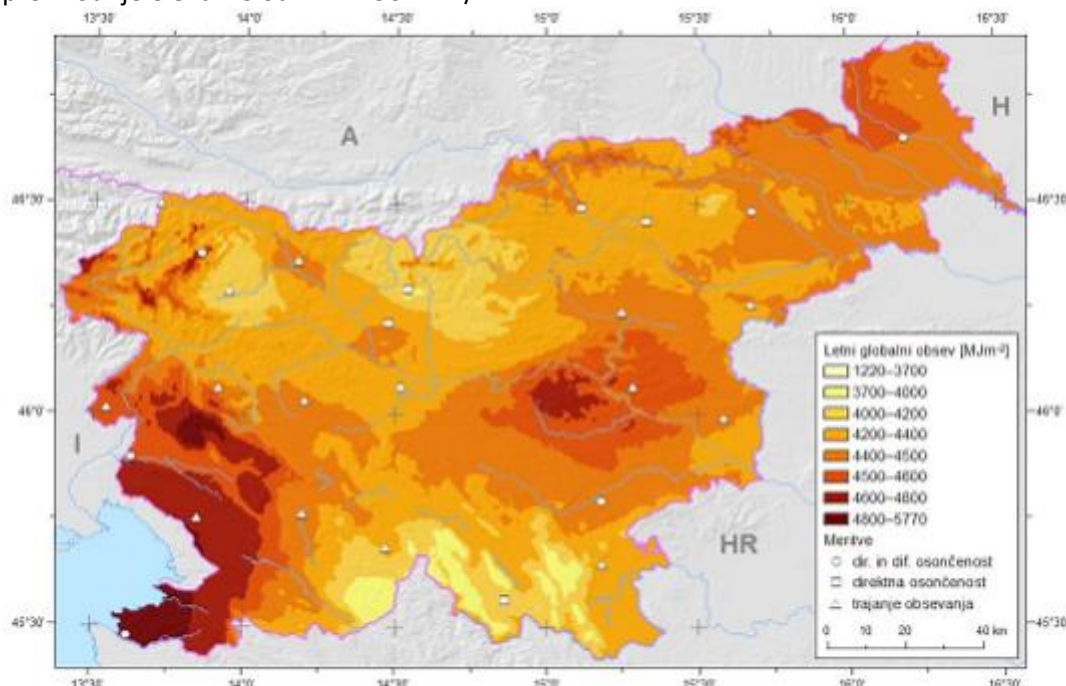 13°30' 14°0' 14°30' 15°0' 15°30' 16°0' 16°30'
A
H
46°30' 46°30'
Letni globalni obsev [MJm⁻²]
1220–3700
3700–4000
4000–4200
4200–4400
4400–4500
4500–4600
4600–4800
4800–5770
Meritve
dir. in dif. osončenost
direktna osončenost
trajanje obsevanja
0 10 20 40 km
46°0' 46°0'
I
HR
45°30' 45°30'
13°30' 14°0' 14°30' 15°0' 15°30' 16°0' 16°30'